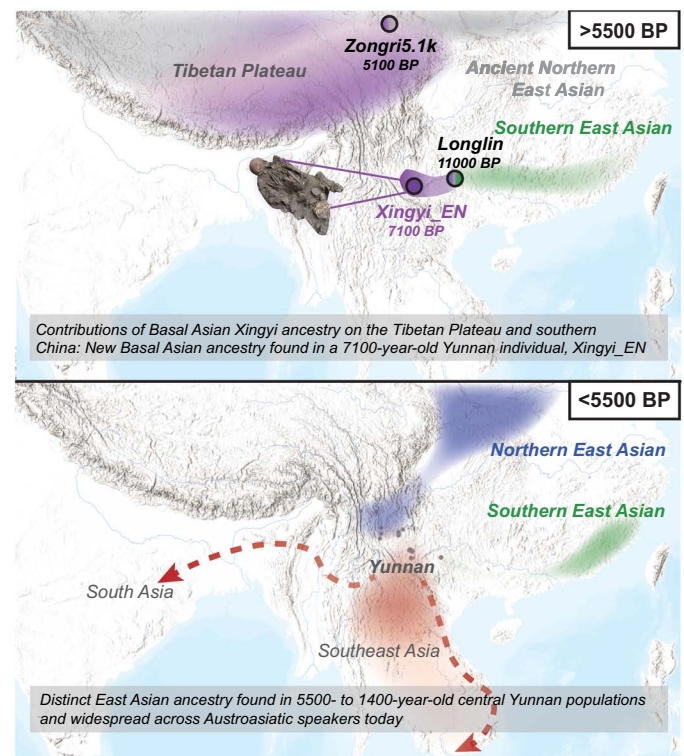 >5500 BP
Zongri5.1k
5100 BP
Tibetan Plateau
Ancient Northern
East Asian
Southern East Asian
Longlin
11000 BP
Xingyi_EN
7100 BP
Contributions of Basal Asian Xingyi ancestry on the Tibetan Plateau and southern
China: New Basal Asian ancestry found in a 7100-year-old Yunnan individual, Xingyi_EN
<5500 BP
Northern East Asian
Southern East Asian
Yunnan
South Asia
Southeast Asia
Distinct East Asian ancestry found in 5500- to 1400-year-old central Yunnan populations
and widespread across Austroasiatic speakers today